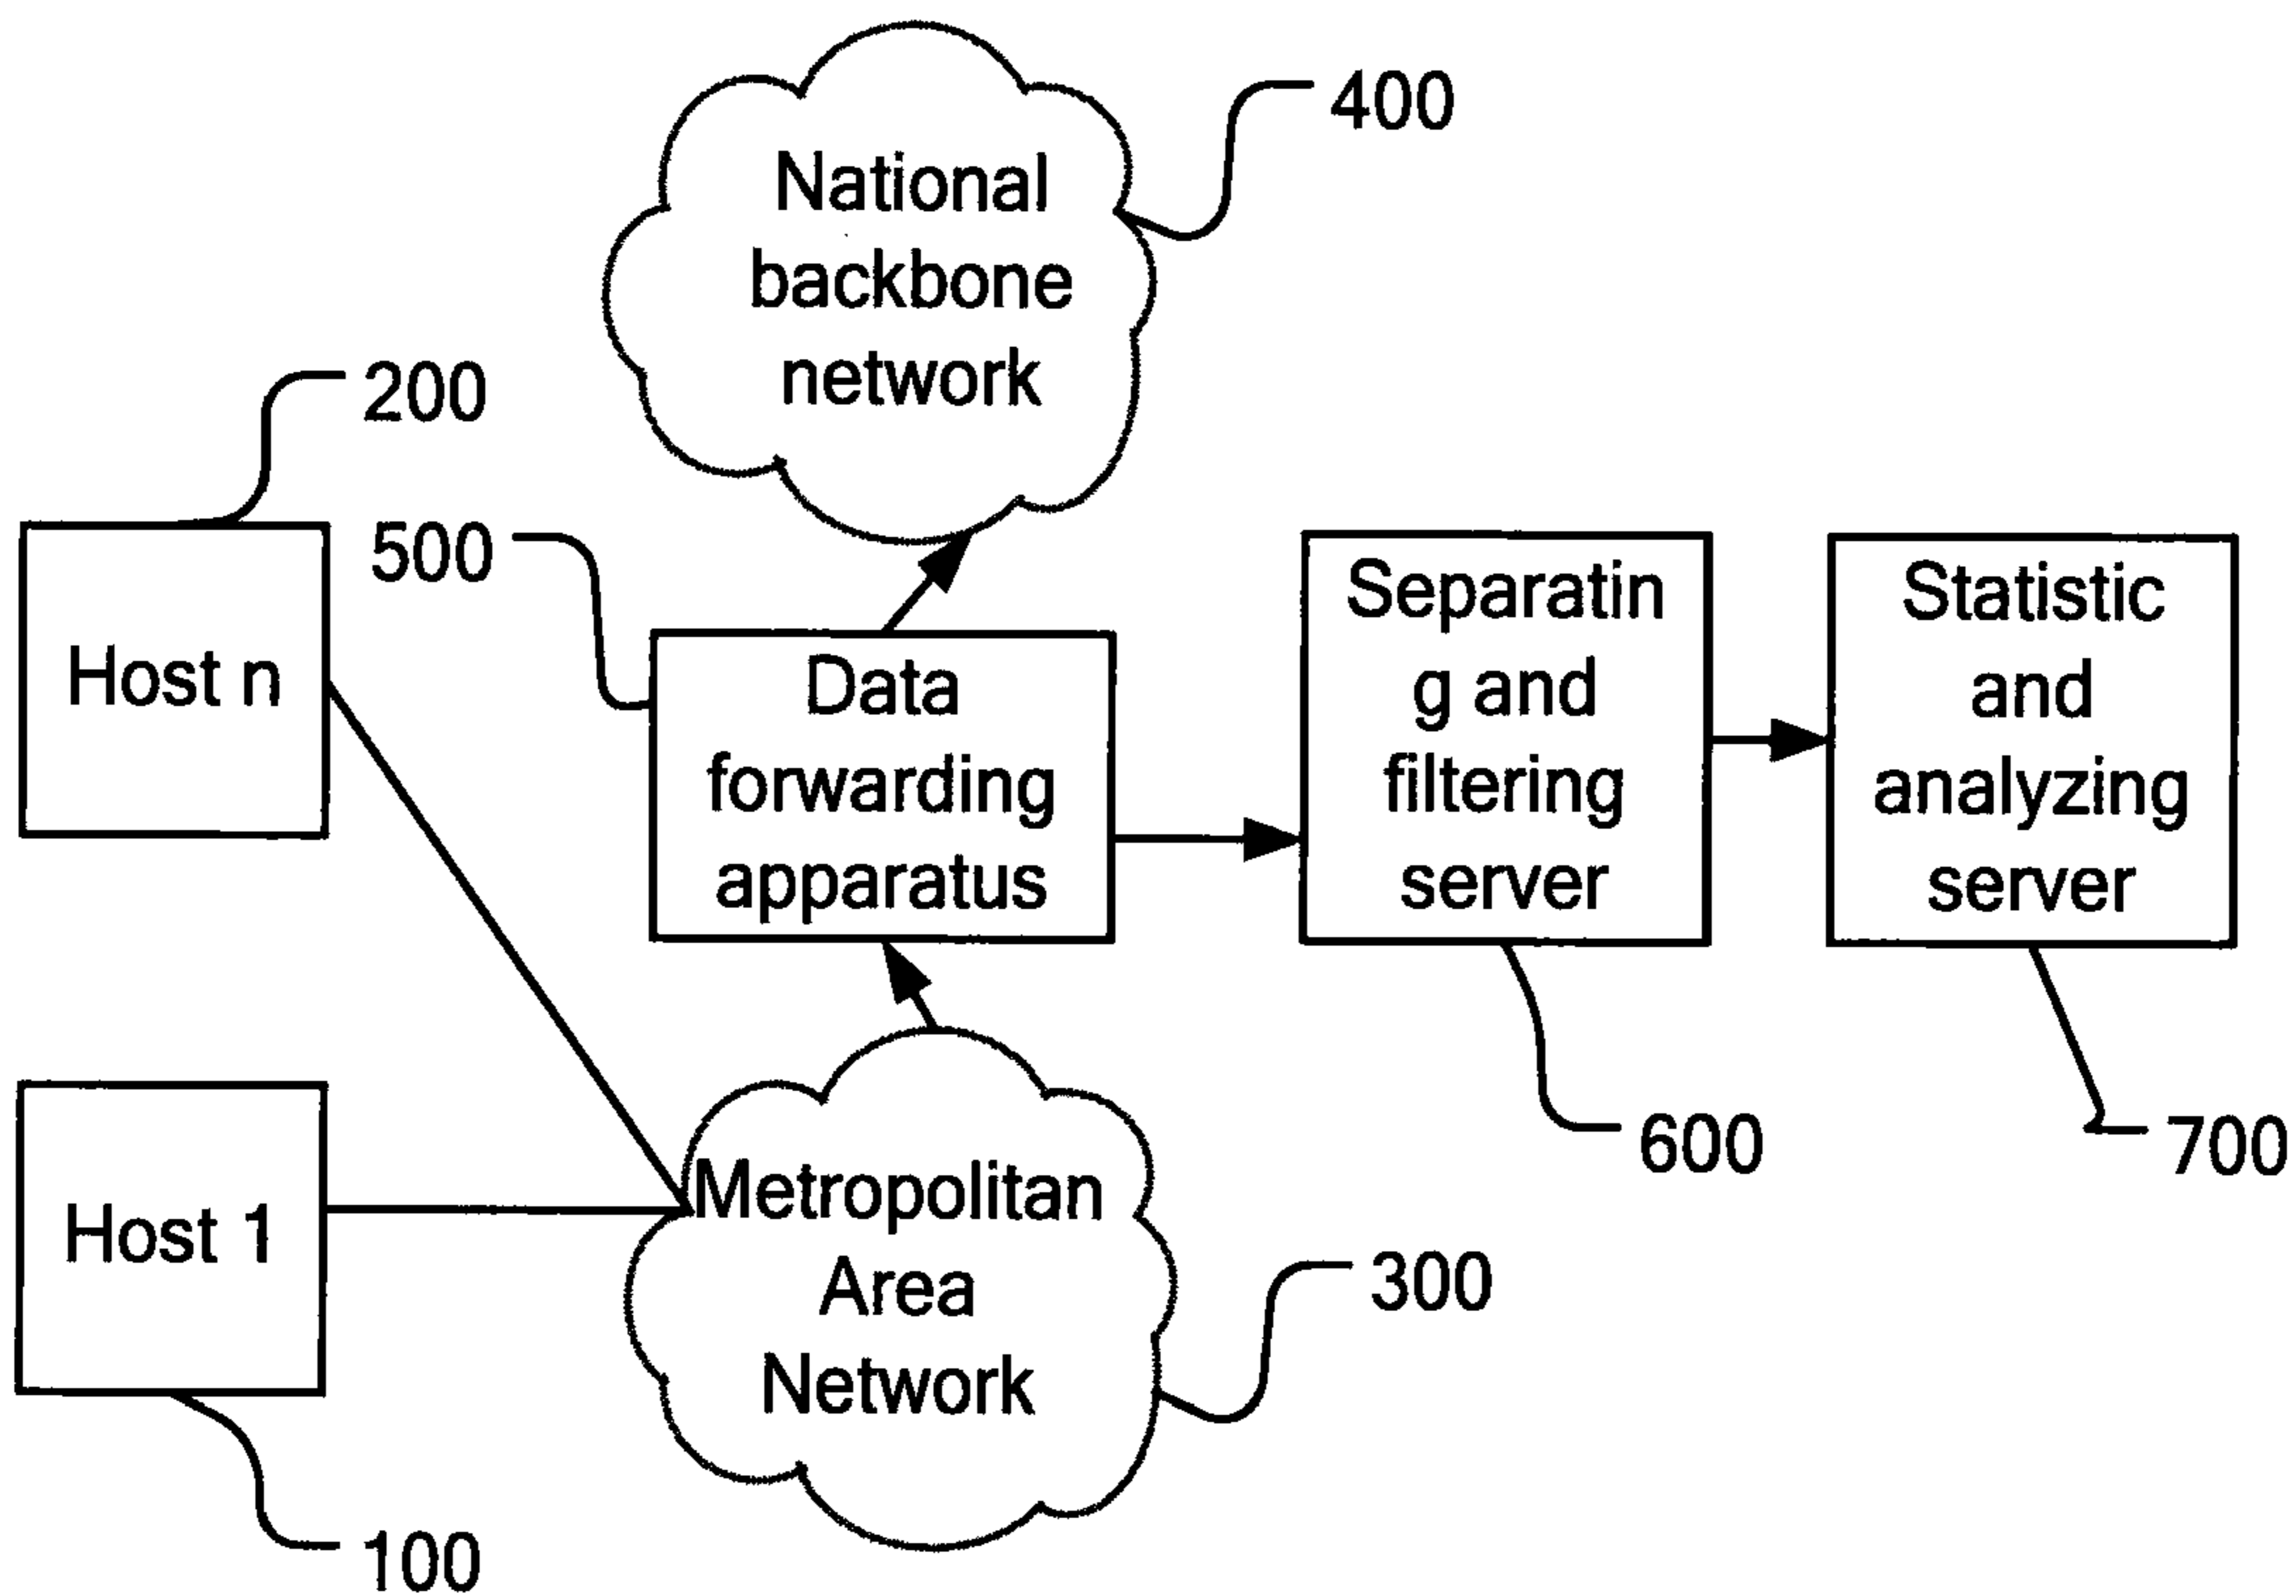 400
National
backbone
network
200
500
Host n
Data
forwarding
apparatus
Separatin
g and
filtering
server
Statistic
and
analyzing
server
600
700
Host 1
Metropolitan
Area
Network
300
100